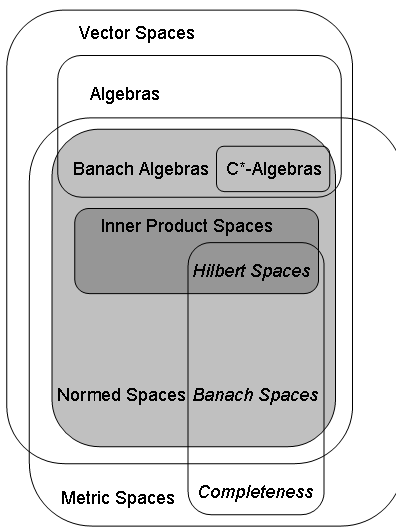 Vector Spaces
Algebras
Banach Algebras C*-Algebras
Inner Product Spaces
Hilbert Spaces
Normed Spaces Banach Spaces
Completeness
Metric Spaces